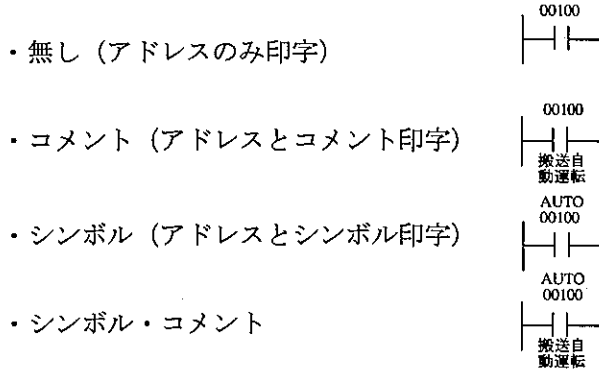 00100
・無し（アドレスのみ印字）
00100
・コメント（アドレスとコメント印字）
搬送自
動運転
AUTO
00100
・シンボル（アドレスとシンボル印字）
AUTO
00100
・シンボル・コメント
搬送自
動運転